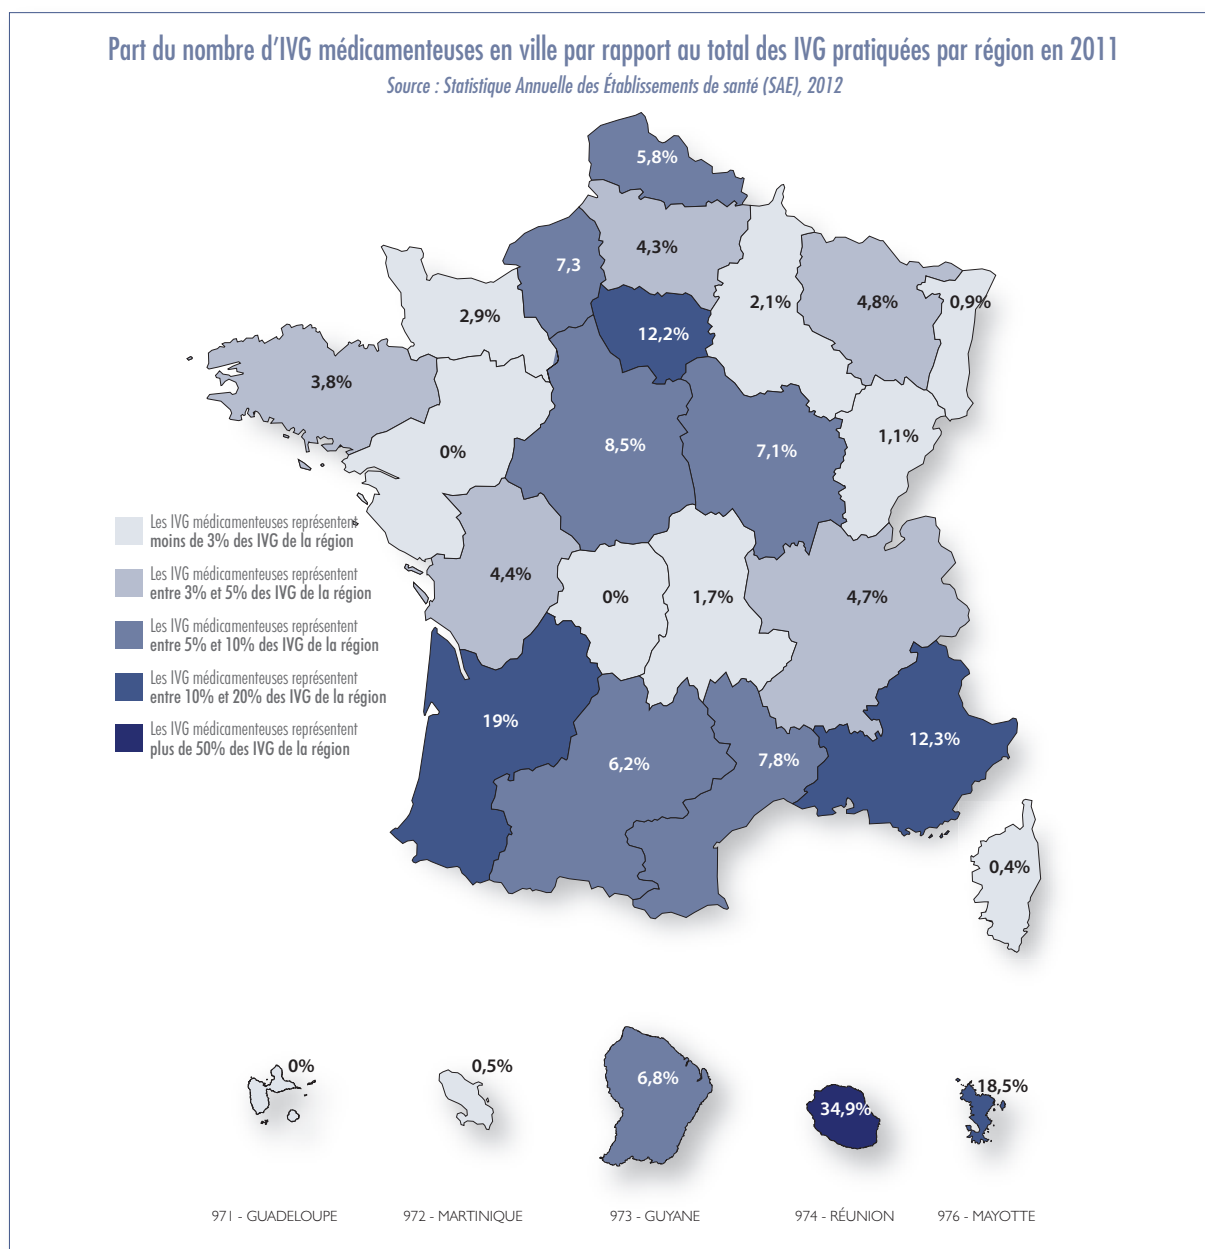 Part du nombre d’IVG médicamenteuses en ville par rapport au total des IVG pratiquées par région en 2011
Source : Statistique Annuelle des Établissements de santé (SAE), 2012
5,8%
4,3%
7,3
2,1%
4,8%
0,9%
2,9%
12,2%
3,8%
8,5%
7,1%
1,1%
0%
Les IVG médicamenteuses représentent
moins de 3% des IVG de la région
Les IVG médicamenteuses représentent
entre 3% et 5% des IVG de la région
Les IVG médicamenteuses représentent
entre 5% et 10% des IVG de la région
Les IVG médicamenteuses représentent
entre 10% et 20% des IVG de la région
Les IVG médicamenteuses représentent
plus de 50% des IVG de la région
4,4%
0%
1,7%
4,7%
19%
6,2%
7,8%
12,3%
0,4%
0%
0,5%
6,8%
34,9%
18,5%
971 - GUADELOUPE
972 - MARTINIQUE
973 - GUYANE
974 - RÉUNION
976 - MAYOTTE